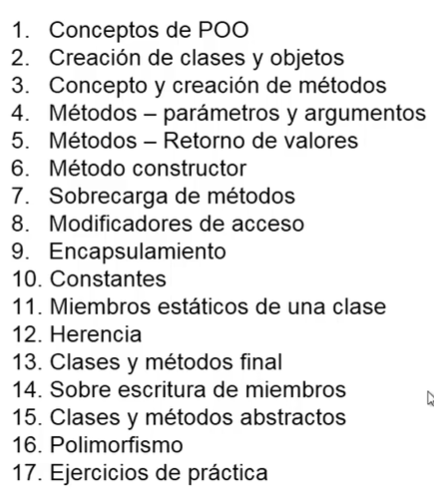 1. Conceptos de POO
2. Creación de clases y objetos
3. Concepto y creación de métodos
4. Métodos – parámetros y argumentos
5. Métodos – Retorno de valores
6. Método constructor
7. Sobrecarga de métodos
8. Modificadores de acceso
9. Encapsulamiento
10. Constantes
11. Miembros estáticos de una clase
12. Herencia
13. Clases y métodos final
14. Sobre escritura de miembros
15. Clases y métodos abstractos
16. Polimorfismo
17. Ejercicios de práctica